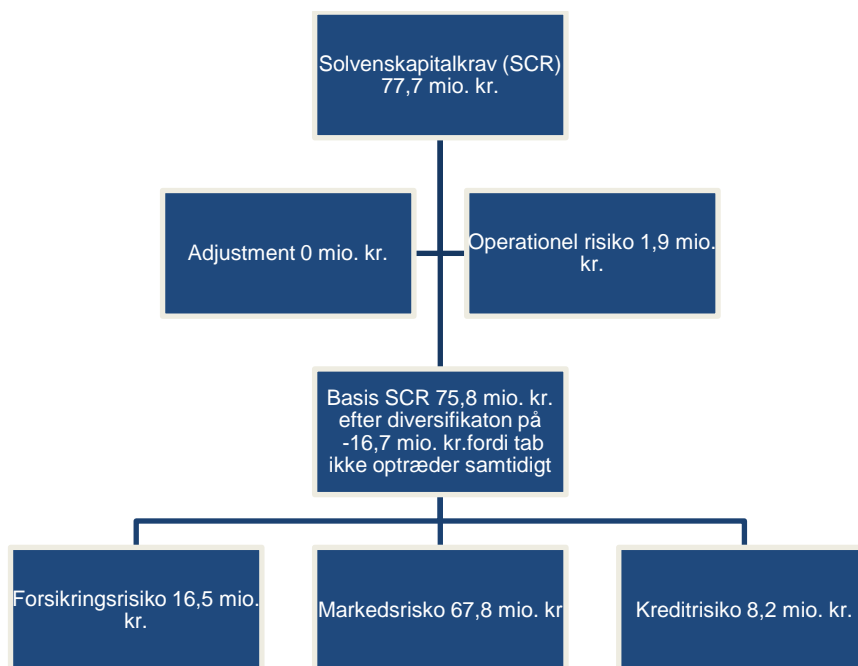 Solvenskapitalkrav (SCR)
77,7 mio. kr.
Adjustment 0 mio. kr.
Operationel risiko 1,9 mio.
kr.
Basis SCR 75,8 mio. kr.
efter diversifikaton på
-16,7 mio. kr.fordi tab
ikke optræder samtidigt
Forsikringsrisiko 16,5 mio.
kr.
Markedsrisko 67,8 mio. kr
Kreditrisiko 8,2 mio. kr.